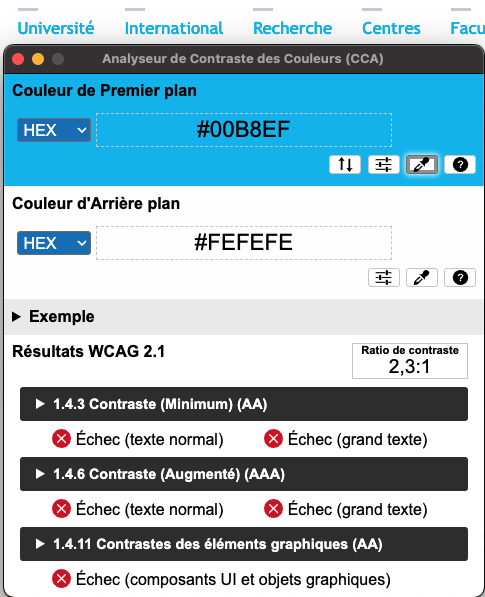 Université International Recherche Centres
Analyseur de Contraste des Couleurs (CCA)
Couleur de Premier plan
HEX #00B8EF
Couleur d'Arrière plan
HEX #FEFEFE
Exemple
Résultats WCAG 2.1
Ratio de contraste
2,3:1
1.4.3 Contraste (Minimum) (AA)
Échec (texte normal) Échec (grand texte)
1.4.6 Contraste (Augmenté) (AAA)
Échec (texte normal) Échec (grand texte)
1.4.11 Contrastes des éléments graphiques (AA)
Échec (composants UI et objets graphiques)